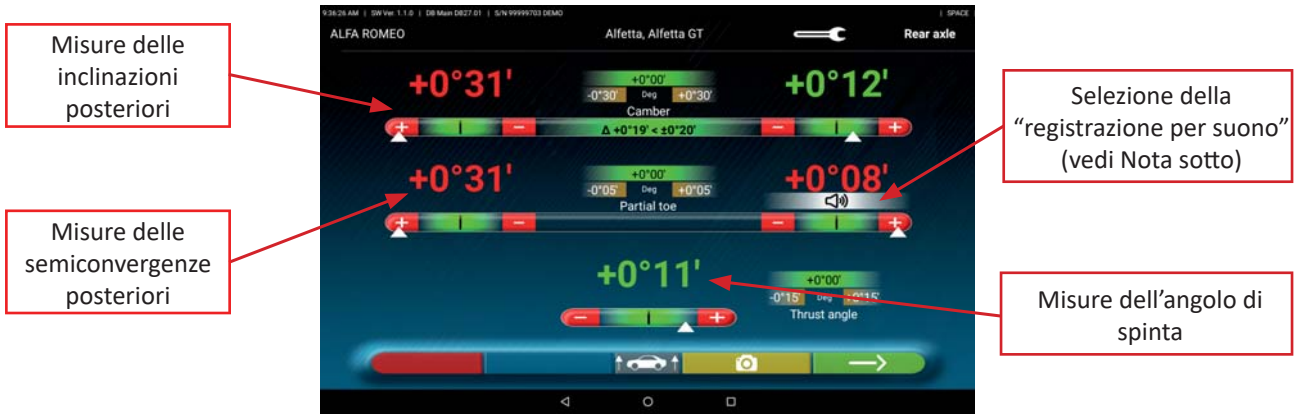 9:36:26 AM | SW Ver. 1.1.0 | DB Main DB27.01 | S/N 99999703 DEMO | SPACE
ALFA ROMEO Alfetta, Alfetta GT Rear axle
Misure delle
inclinazioni
posteriori
+0°31' +0°00' +0°12'
-0°30' Deg +0°30'
Camber
+ - Δ +0°19' < ±0°20' - +
Selezione della
“registrazione per suono”
(vedi Nota sotto)
+0°31' +0°00' +0°08'
-0°05' Deg +0°05'
Partial toe
+ - - +
Misure delle
semiconvergenze
posteriori
+0°11' +0°00'
-0°15' Deg +0°15'
Thrust angle
- +
Misure dell’angolo di
spinta